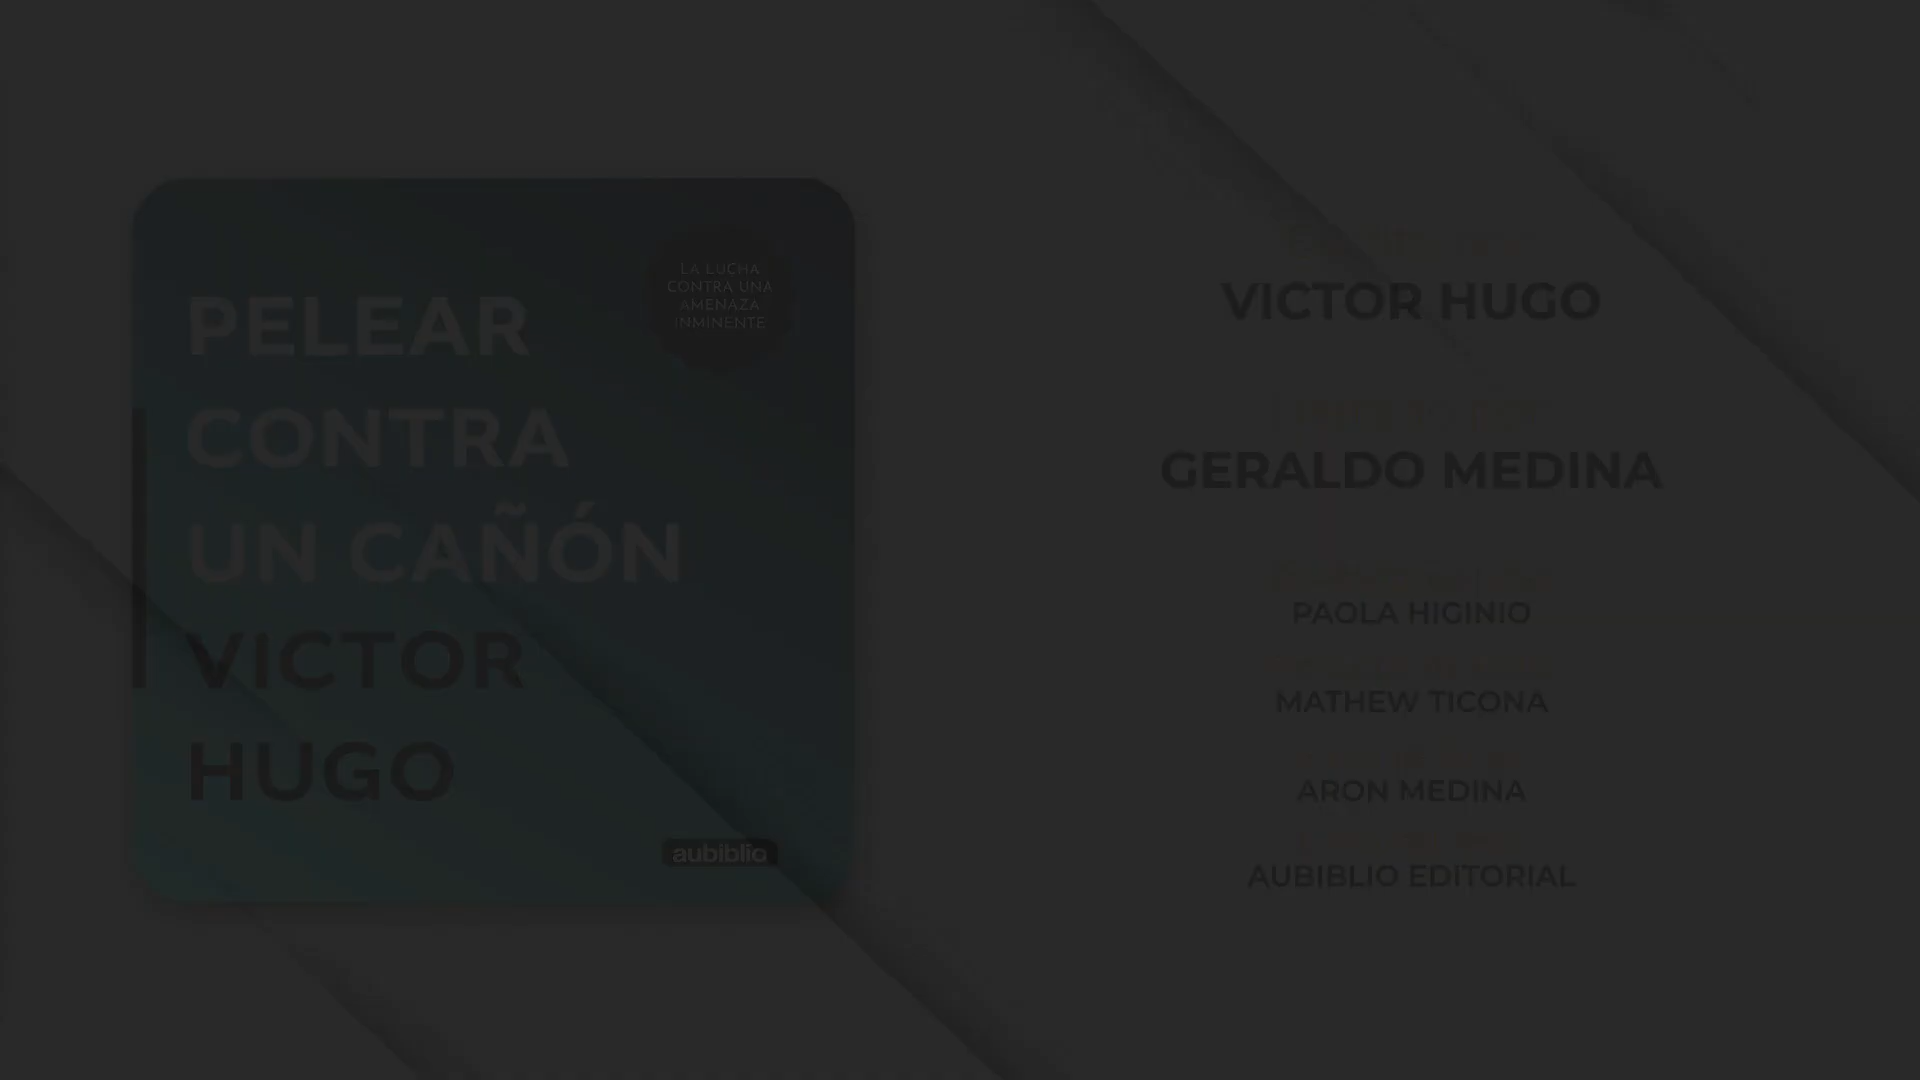 LA LUCHA
CONTRA UNA
AMENAZA
INMINENTE
PELEAR
CONTRA
UN CAÑÓN
VICTOR
HUGO
aubiblio
VICTOR HUGO
GERALDO MEDINA
PAOLA HIGINIO
MATHEW TICONA
ARON MEDINA
AUBIBLIO EDITORIAL